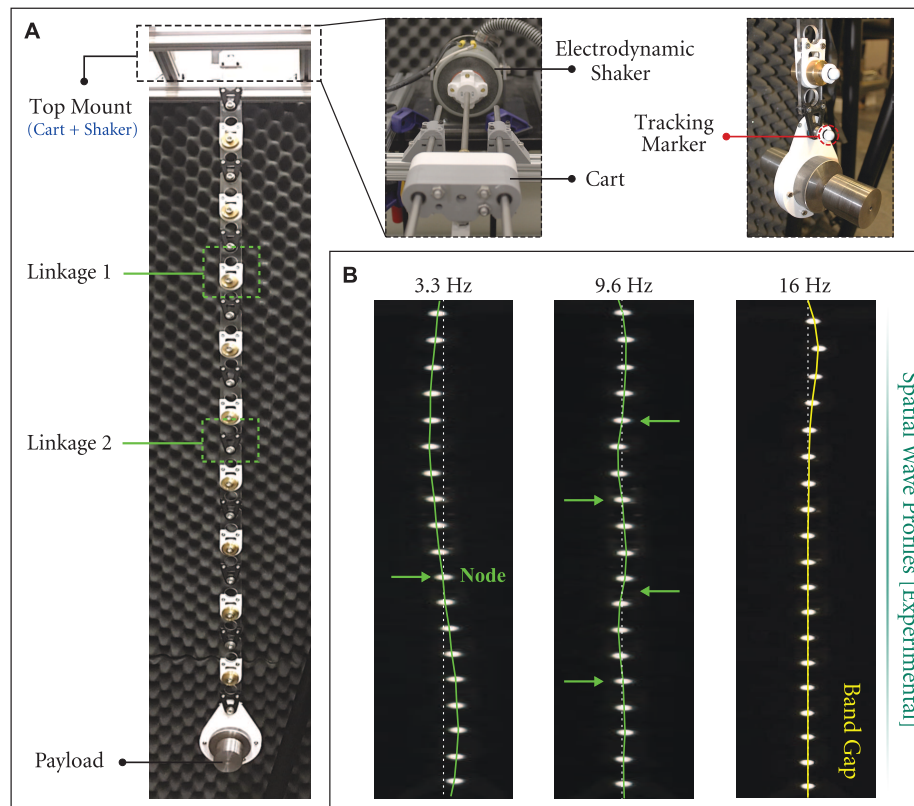 A
Top Mount
(Cart + Shaker)
Linkage 1
Linkage 2
Payload
Electrodynamic
Shaker
Cart
Tracking
Marker
B
3.3 Hz
9.6 Hz
16 Hz
Node
Band Gap
Spatial Wave Profiles [Experimental]